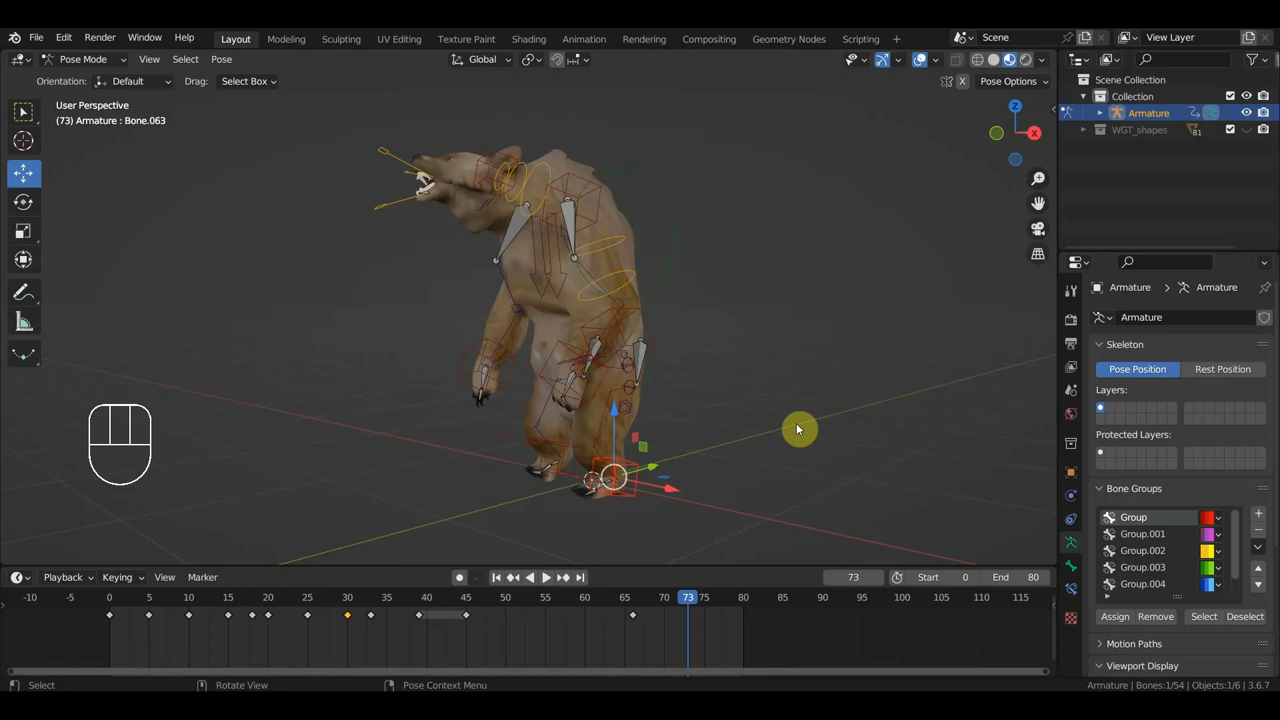 File Edit Render Window Help Layout Modeling Sculpting UV Editing Texture Paint Shading Animation Rendering Compositing Geometry Nodes Scripting + Scene View Layer
Pose Mode View Select Pose Global
Orientation: Default Drag: Select Box X Pose Options
Scene Collection
Collection
Armature
WGT_shapes 81
User Perspective
(73) Armature : Bone.063
Z
X
Armature > Armature
Armature
Skeleton
Pose Position Rest Position
Layers:
Protected Layers:
Bone Groups
Group
Group.001
Group.002
Group.003
Group.004
Assign Remove Select Deselect
Motion Paths
Viewport Display
Playback Keying View Marker 73 Start 0 End 80
-10 -5 0 5 10 15 20 25 30 35 40 45 50 55 60 65 70 73 75 80 85 90 95 100 105 110 115
Select Rotate View Pose Context Menu Armature | Bones:1/54 | Objects:1/6 | 3.6.7